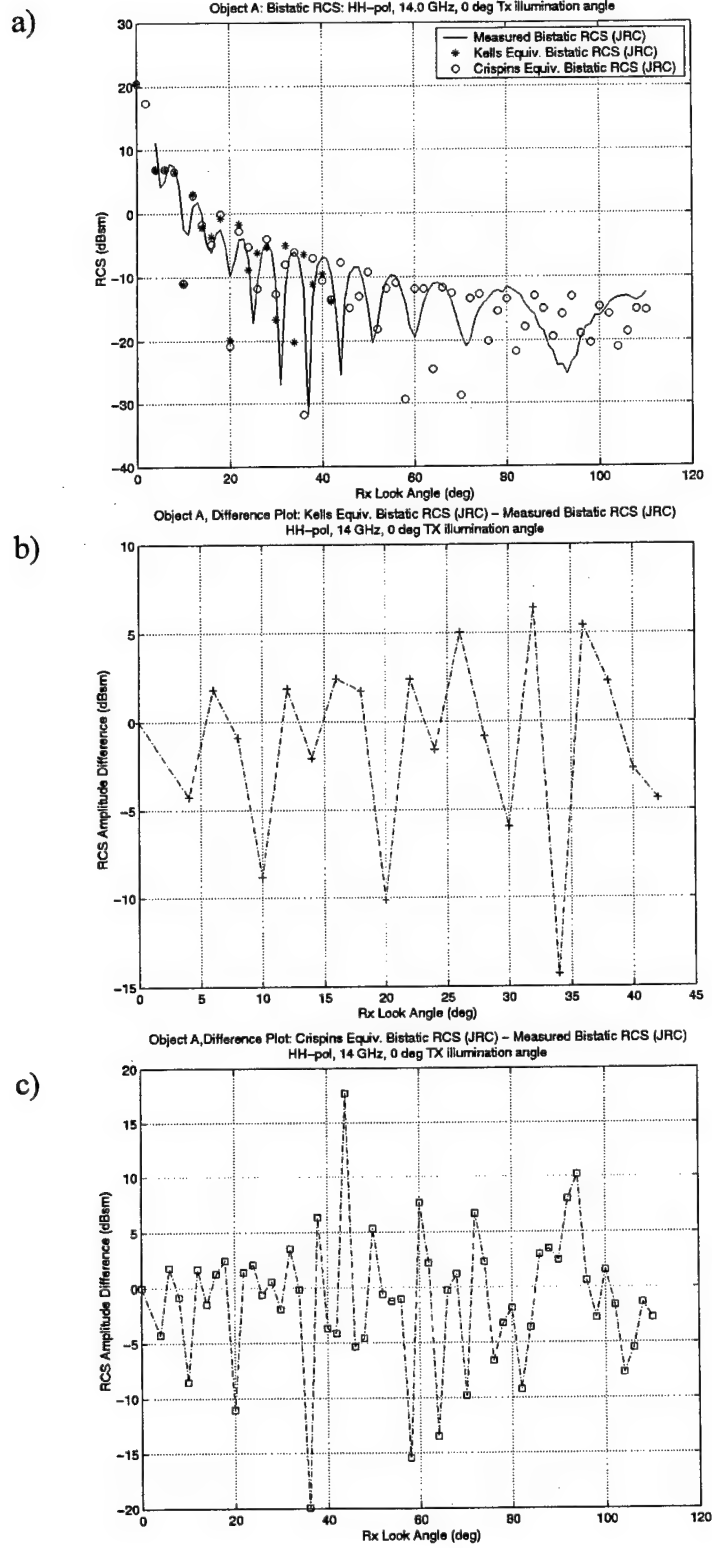 a)
Object A: Bistatic RCS: HH-pol, 14.0 GHz, 0 deg Tx illumination angle
Measured Bistatic RCS (JRC)
Kells Equiv. Bistatic RCS (JRC)
Crispins Equiv. Bistatic RCS (JRC)
RCS (dBsm)
30
20
10
0
-10
-20
-30
-40
0 20 40 60 80 100 120
Rx Look Angle (deg)
b)
Object A, Difference Plot: Kells Equiv. Bistatic RCS (JRC) - Measured Bistatic RCS (JRC)
HH-pol, 14 GHz, 0 deg TX illumination angle
RCS Amplitude Difference (dBsm)
10
5
0
-5
-10
-15
0 5 10 15 20 25 30 35 40 45
Rx Look Angle (deg)
c)
Object A,Difference Plot: Crispins Equiv. Bistatic RCS (JRC) - Measured Bistatic RCS (JRC)
HH-pol, 14 GHz, 0 deg TX illumination angle
RCS Amplitude Difference (dBsm)
20
15
10
5
0
-5
-10
-15
-20
0 20 40 60 80 100 120
Rx Look Angle (deg)